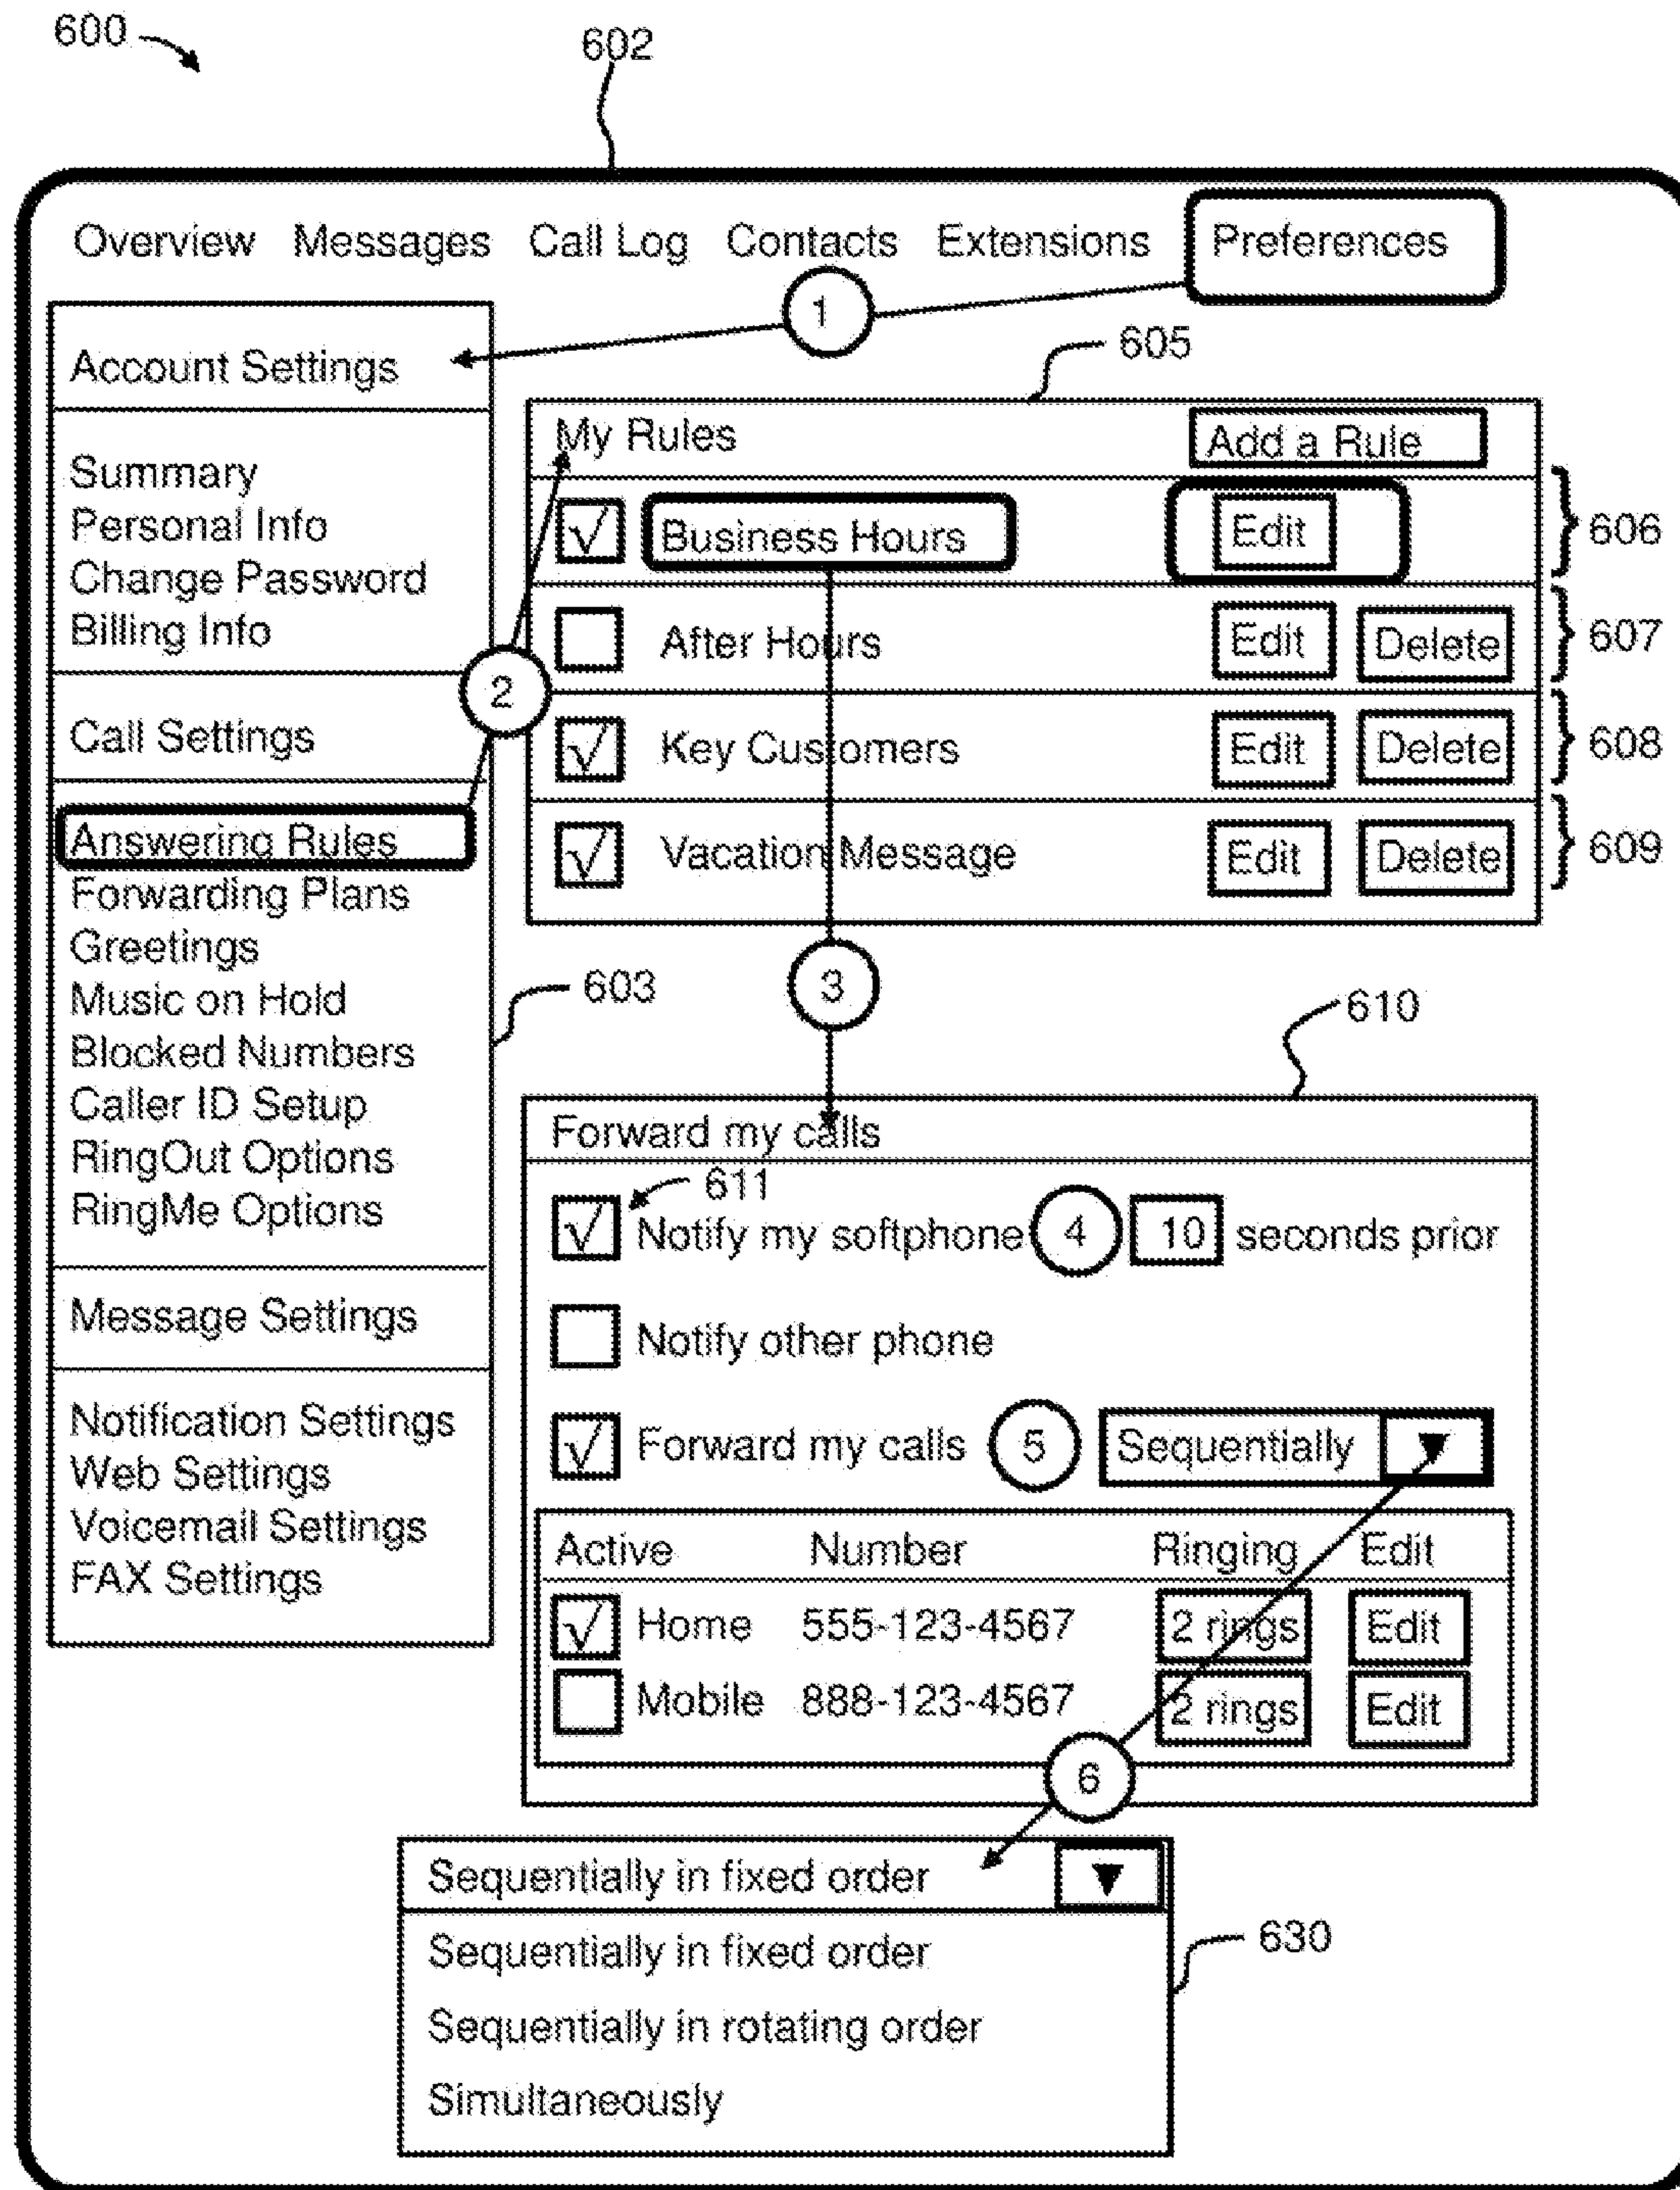 600
602
Overview Messages Call Log Contacts Extensions Preferences
1
Account Settings
Summary
Personal Info
Change Password
Billing Info
Call Settings
2
Answering Rules
Forwarding Plans
Greetings
Music on Hold
Blocked Numbers
Caller ID Setup
RingOut Options
RingMe Options
Message Settings
Notification Settings
Web Settings
Voicemail Settings
FAX Settings
603
605
My Rules Add a Rule
√ Business Hours Edit 606
After Hours Edit Delete 607
√ Key Customers Edit Delete 608
√ Vacation Message Edit Delete 609
3
610
Forward my calls
611
√ Notify my softphone 4 10 seconds prior
Notify other phone
√ Forward my calls 5 Sequentially ▼
Active Number Ringing Edit
√ Home 555-123-4567 2 rings Edit
Mobile 888-123-4567 2 rings Edit
6
Sequentially in fixed order ▼
Sequentially in fixed order
Sequentially in rotating order
Simultaneously
630